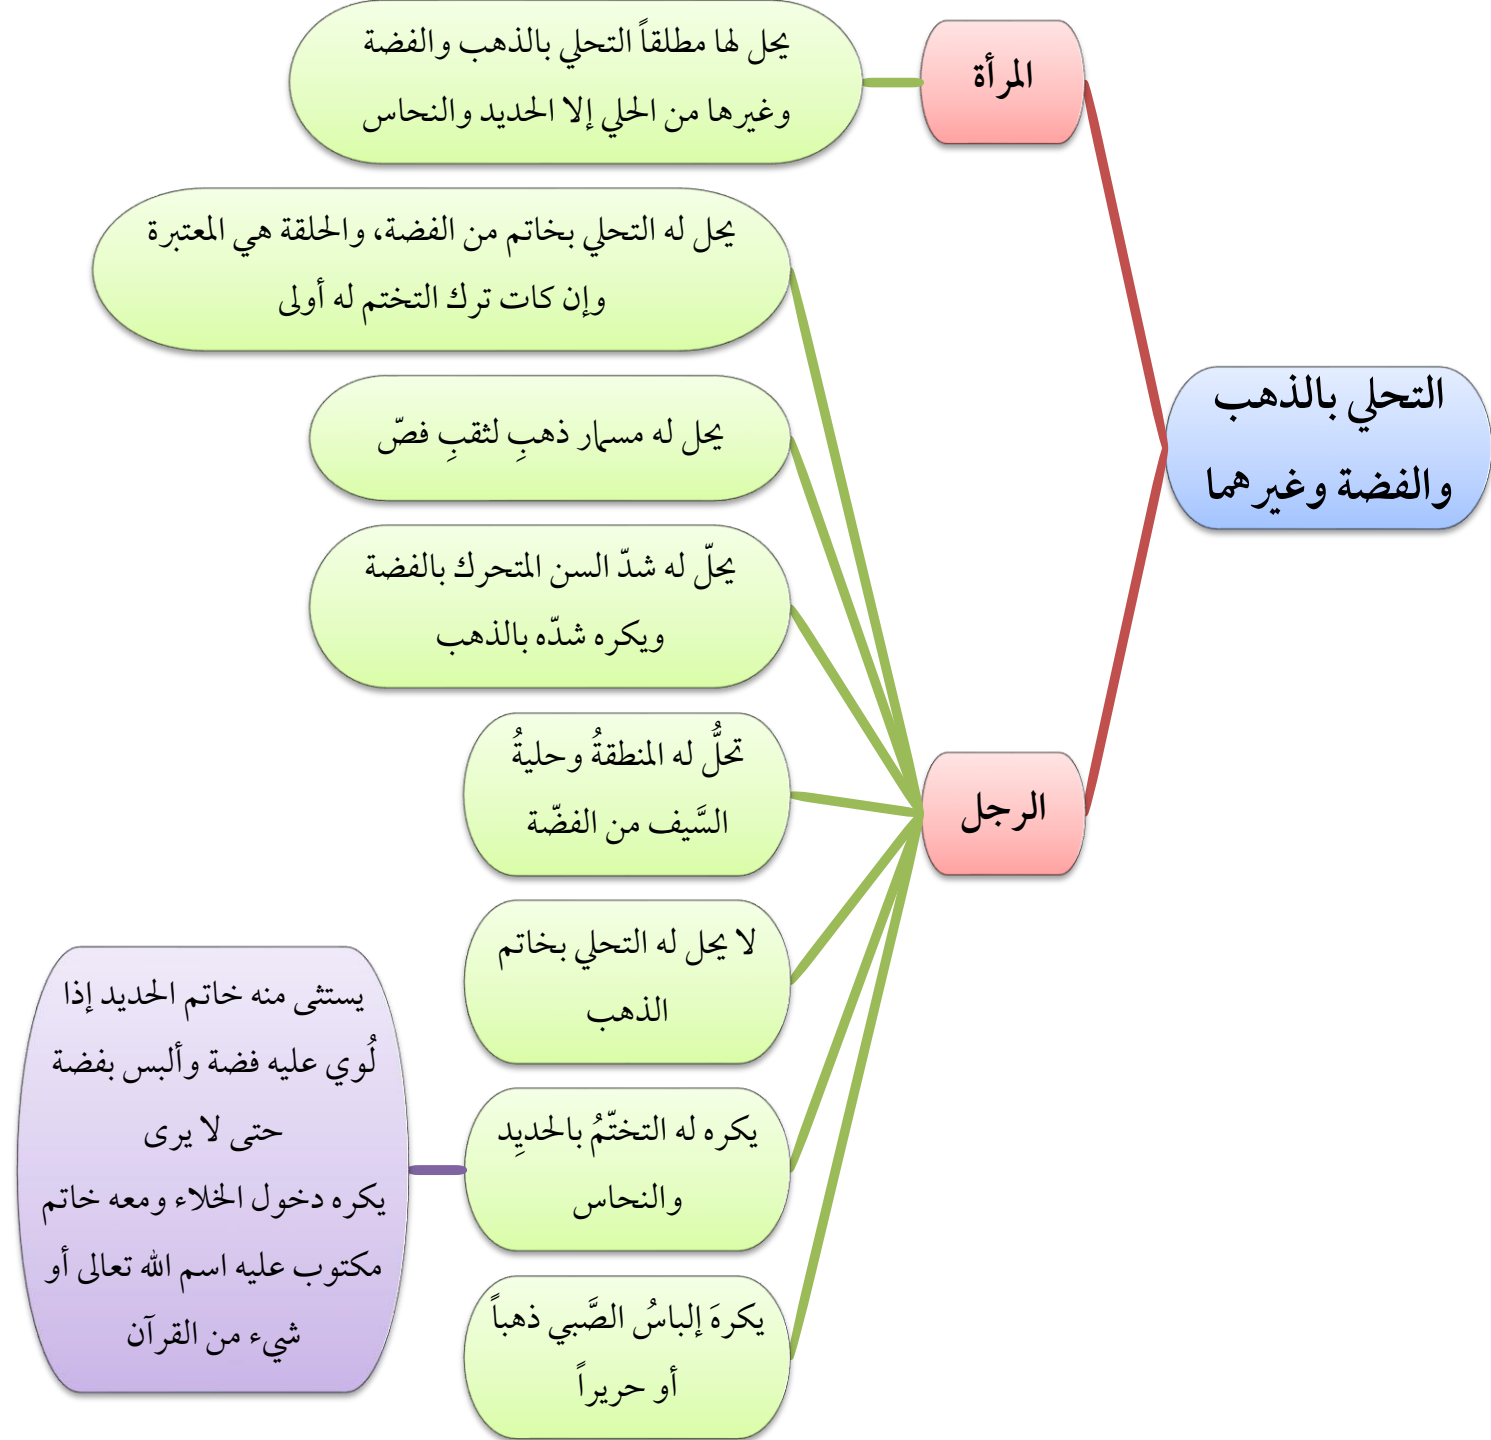 التحلي بالذهب
والفضة وغيرهما
المرأة
يحل لها مطلقاً التحلي بالذهب والفضة
وغيرها من الحلي إلا الحديد والنحاس
الرجل
يحل له التحلي بخاتم من الفضة، والحلقة هي المعتبرة
وإن كات ترك التختم له أولى
يحل له مسمار ذهبِ لثقبِ فصّ
يحلّ له شدّ السن المتحرك بالفضة
ويكره شدّه بالذهب
تحلُّ له المنطقةُ وحليةُ
السَّيف من الفضّة
لا يحل له التحلي بخاتم
الذهب
يكره له التختّمُ بالحديِد
والنحاس
يستثى منه خاتم الحديد إذا
لُوي عليه فضة وألبس بفضة
حتى لا يرى
يكره دخول الخلاء ومعه خاتم
مكتوب عليه اسم الله تعالى أو
شيء من القرآن
يكرهَ إلباسُ الصَّبي ذهباً
أو حريراً